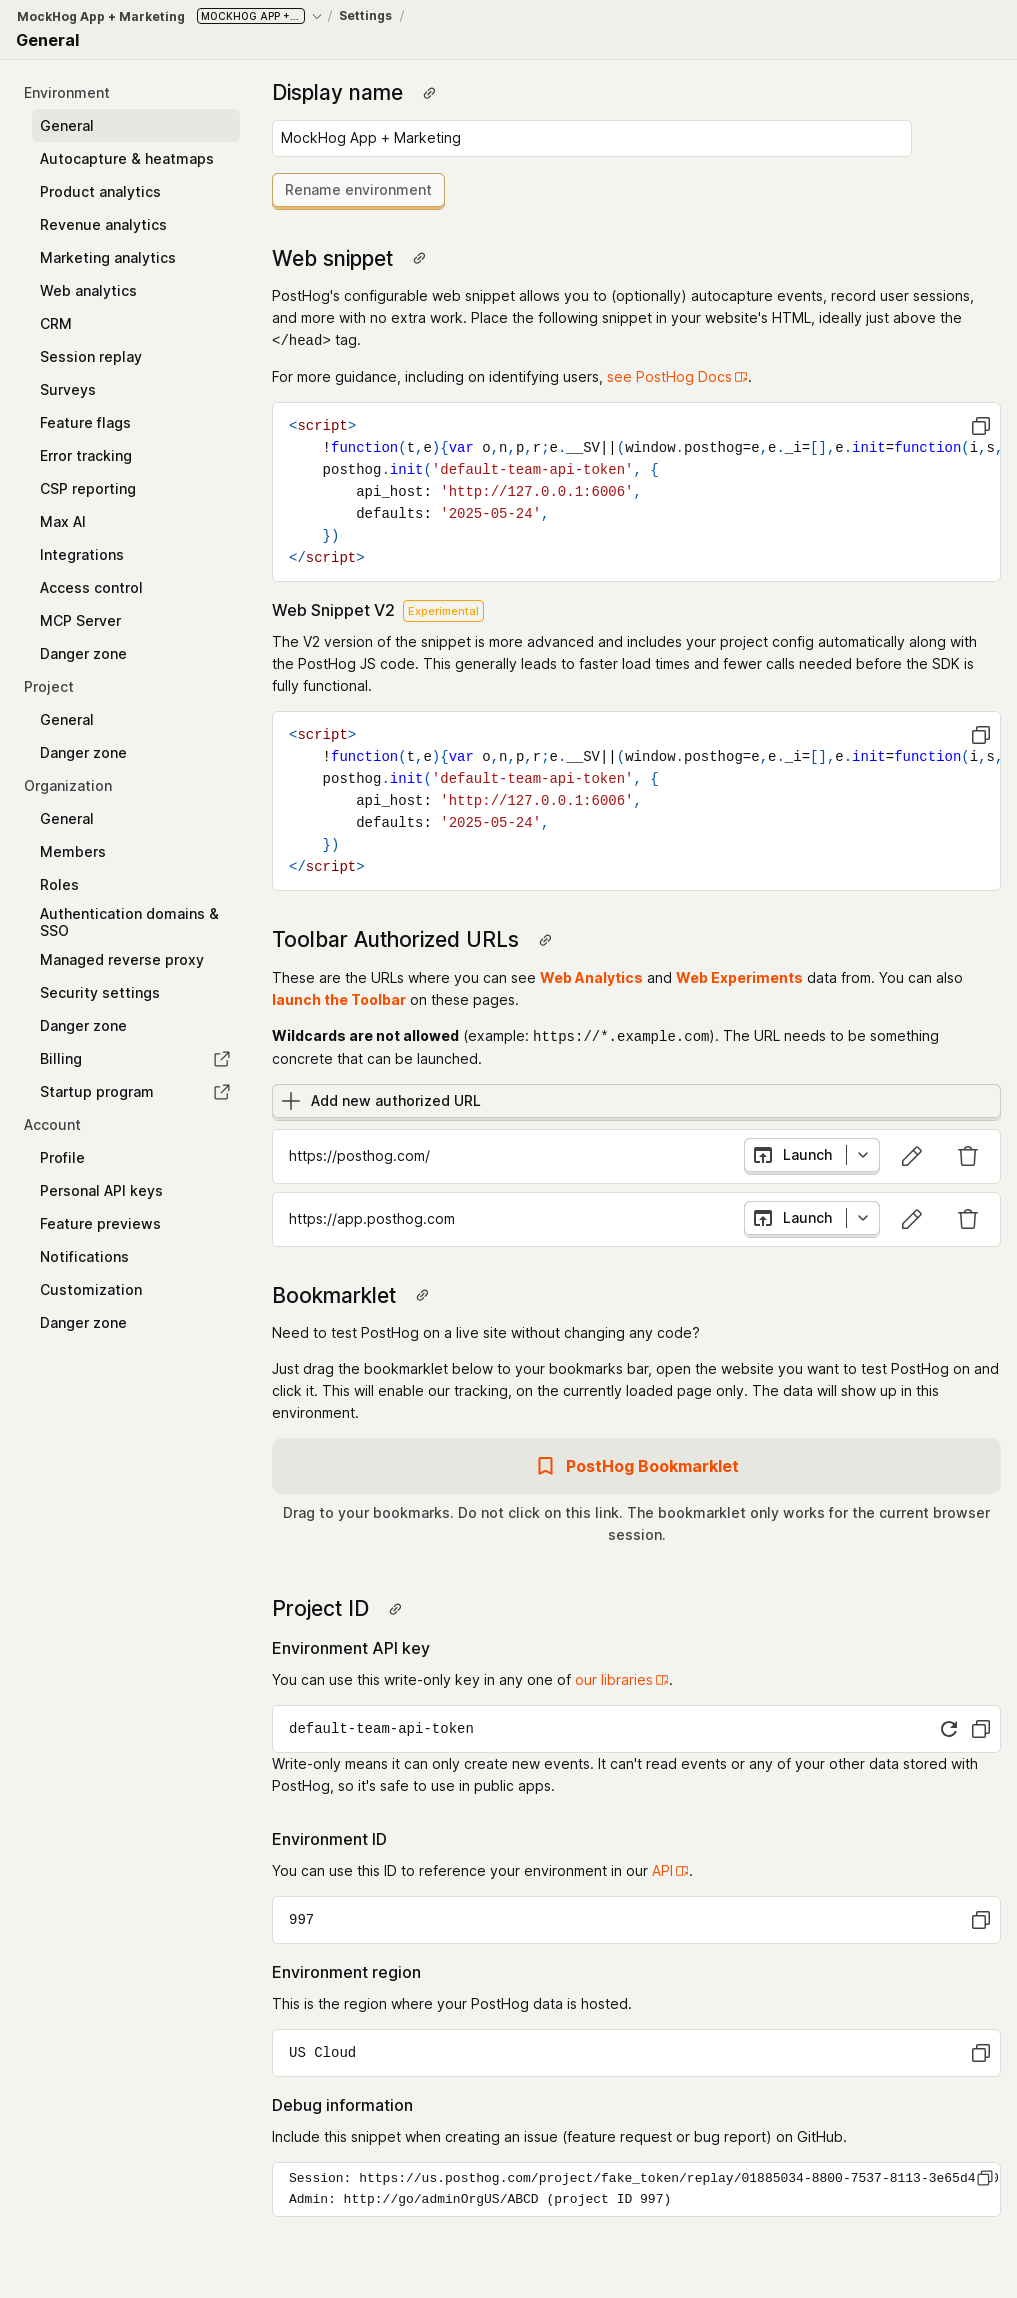 MockHog App + Marketing MOCKHOG APP +... / Settings /
General
Environment
General
Autocapture & heatmaps
Product analytics
Revenue analytics
Marketing analytics
Web analytics
CRM
Session replay
Surveys
Feature flags
Error tracking
CSP reporting
Max AI
Integrations
Access control
MCP Server
Danger zone
Project
General
Danger zone
Organization
General
Members
Roles
Authentication domains &
SSO
Managed reverse proxy
Security settings
Danger zone
Billing
Startup program
Account
Profile
Personal API keys
Feature previews
Notifications
Customization
Danger zone
Display name
MockHog App + Marketing
Rename environment
Web snippet
PostHog's configurable web snippet allows you to (optionally) autocapture events, record user sessions,
and more with no extra work. Place the following snippet in your website's HTML, ideally just above the
</head> tag.
For more guidance, including on identifying users, see PostHog Docs.
<script>
!function(t,e){var o,n,p,r;e.__SV||(window.posthog=e,e._i=[],e.init=function(i,s,
posthog.init('default-team-api-token', {
api_host: 'http://127.0.0.1:6006',
defaults: '2025-05-24',
})
</script>
Web Snippet V2 Experimental
The V2 version of the snippet is more advanced and includes your project config automatically along with
the PostHog JS code. This generally leads to faster load times and fewer calls needed before the SDK is
fully functional.
<script>
!function(t,e){var o,n,p,r;e.__SV||(window.posthog=e,e._i=[],e.init=function(i,s,
posthog.init('default-team-api-token', {
api_host: 'http://127.0.0.1:6006',
defaults: '2025-05-24',
})
</script>
Toolbar Authorized URLs
These are the URLs where you can see Web Analytics and Web Experiments data from. You can also
launch the Toolbar on these pages.
Wildcards are not allowed (example: https://*.example.com). The URL needs to be something
concrete that can be launched.
Add new authorized URL
https://posthog.com/ Launch
https://app.posthog.com Launch
Bookmarklet
Need to test PostHog on a live site without changing any code?
Just drag the bookmarklet below to your bookmarks bar, open the website you want to test PostHog on and
click it. This will enable our tracking, on the currently loaded page only. The data will show up in this
environment.
PostHog Bookmarklet
Drag to your bookmarks. Do not click on this link. The bookmarklet only works for the current browser
session.
Project ID
Environment API key
You can use this write-only key in any one of our libraries.
default-team-api-token
Write-only means it can only create new events. It can't read events or any of your other data stored with
PostHog, so it's safe to use in public apps.
Environment ID
You can use this ID to reference your environment in our API.
997
Environment region
This is the region where your PostHog data is hosted.
US Cloud
Debug information
Include this snippet when creating an issue (feature request or bug report) on GitHub.
Session: https://us.posthog.com/project/fake_token/replay/01885034-8800-7537-8113-3e65d4
Admin: http://go/adminOrgUS/ABCD (project ID 997)